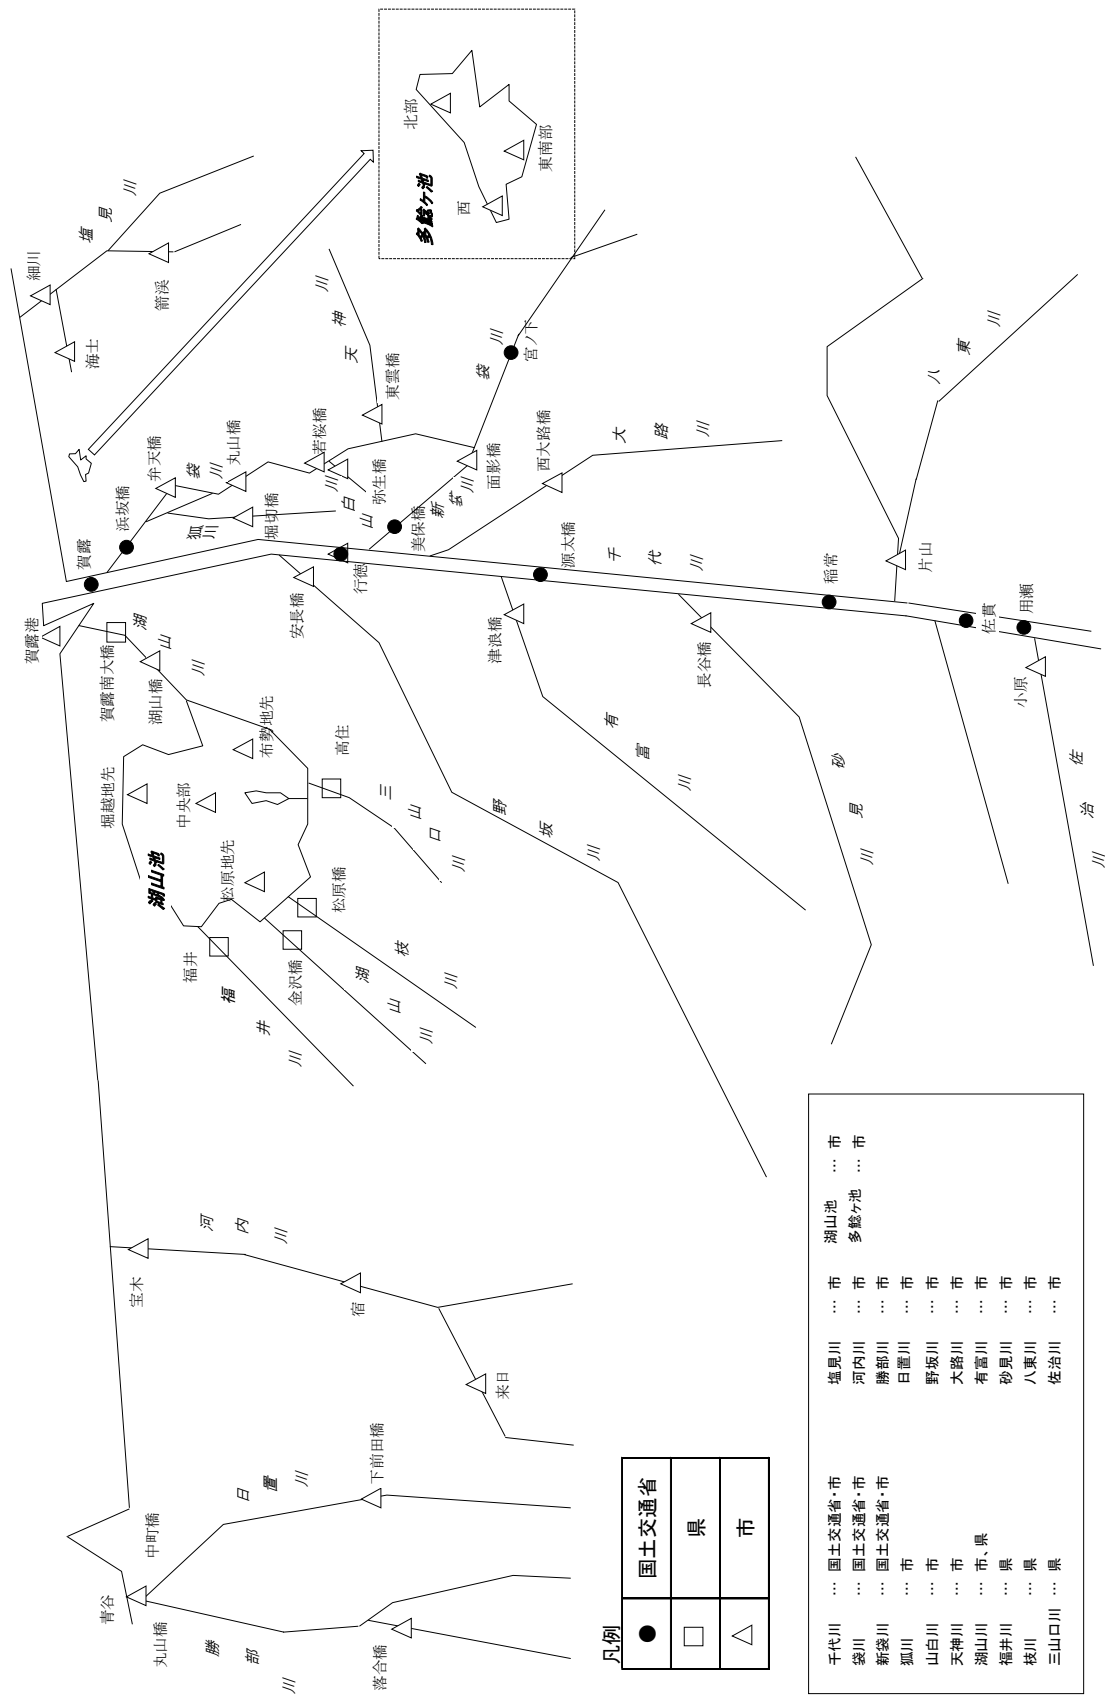 細川
塩見川
箭渓
海士
多鯰ヶ池
北部
西
東南部
天神川
東雲橋
袋川
宮ノ下
弁天橋
袋川
丸山橋
若桜橋
弥生橋
面影橋
西大路橋
大路川
浜坂橋
狐川
堀切橋
山白川
美保橋
新袋川
賀露
行徳
源太橋
千代川
稲常
片山
八東川
佐貫
用瀬
小原
佐治川
賀露港
賀露南大橋
湖山川
湖山橋
安長橋
津浪橋
長谷橋
有富川
砂見川
野坂川
湖山池
堀越地先
中央部
布勢地先
高住
三山口川
松原地先
松原橋
福井
金沢橋
福井川
湖山川
枝川
宝木
河内川
宿
来日
日置川
下前田橋
中町橋
青谷
丸山橋
勝部川
落合橋
凡例
● 国土交通省
□ 県
△ 市
千代川 … 国土交通省・市
袋川 … 国土交通省・市
新袋川 … 国土交通省・市
狐川 … 市
山白川 … 市
天神川 … 市
湖山川 … 市、県
福井川 … 県
枝川 … 県
三山口川 … 県
塩見川 … 市
河内川 … 市
勝部川 … 市
日置川 … 市
野坂川 … 市
大路川 … 市
有富川 … 市
砂見川 … 市
八東川 … 市
佐治川 … 市
湖山池 … 市
多鯰ヶ池 … 市